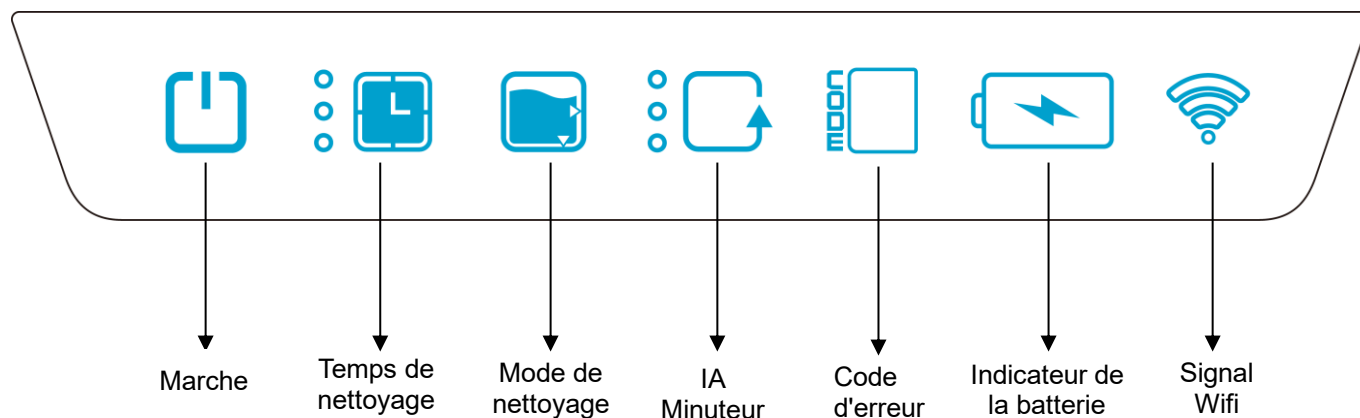 CODE
Marche
Temps de
nettoyage
Mode de
nettoyage
IA
Minuteur
Code
d'erreur
Indicateur de
la batterie
Signal
Wifi